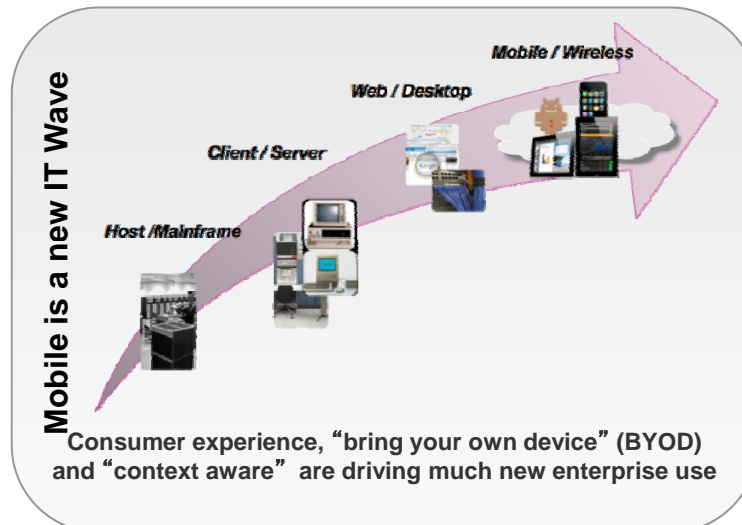 Mobile is a new IT Wave
Mobile / Wireless
Web / Desktop
Client / Server
Host /Mainframe
Consumer experience, “bring your own device” (BYOD)
and “context aware” are driving much new enterprise use